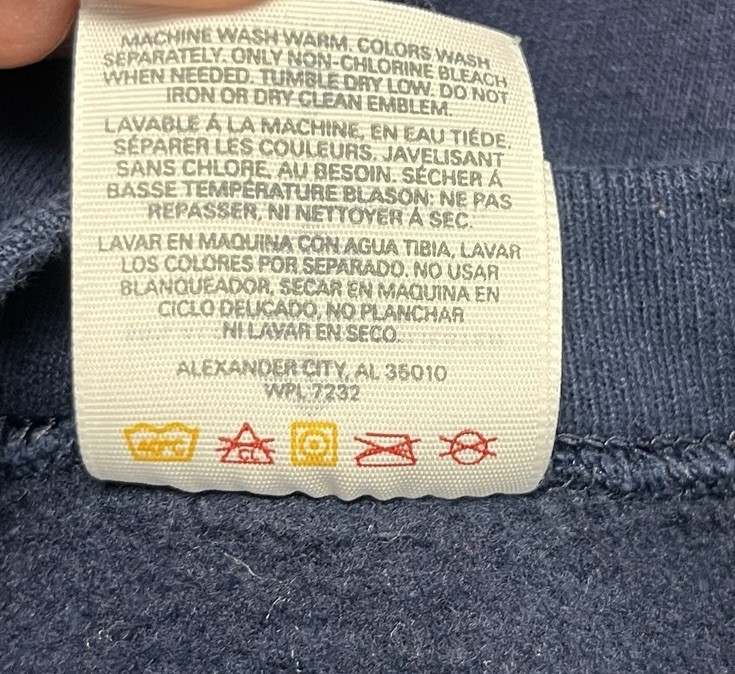 MACHINE WASH WARM. COLORS WASH
SEPARATELY. ONLY NON-CHLORINE BLEACH
WHEN NEEDED. TUMBLE DRY LOW. DO NOT
IRON OR DRY CLEAN EMBLEM.
LAVABLE Á LA MACHINE, EN EAU TIÉDE.
SÉPARER LES COULEURS. JAVELISANT
SANS CHLORE, AU BESOIN. SÉCHER Á
BASSE TEMPÉRATURE BLASON: NE PAS
REPASSER, NI NETTOYER Á SEC.
LAVAR EN MAQUINA CON AGUA TIBIA, LAVAR
LOS COLORES POR SEPARADO. NO USAR
BLANQUEADOR, SECAR EN MAQUINA EN
CICLO DELICADO, NO PLANCHAR
NI LAVAR EN SECO.
ALEXANDER CITY, AL 35010
WPL 7232
40°C CL